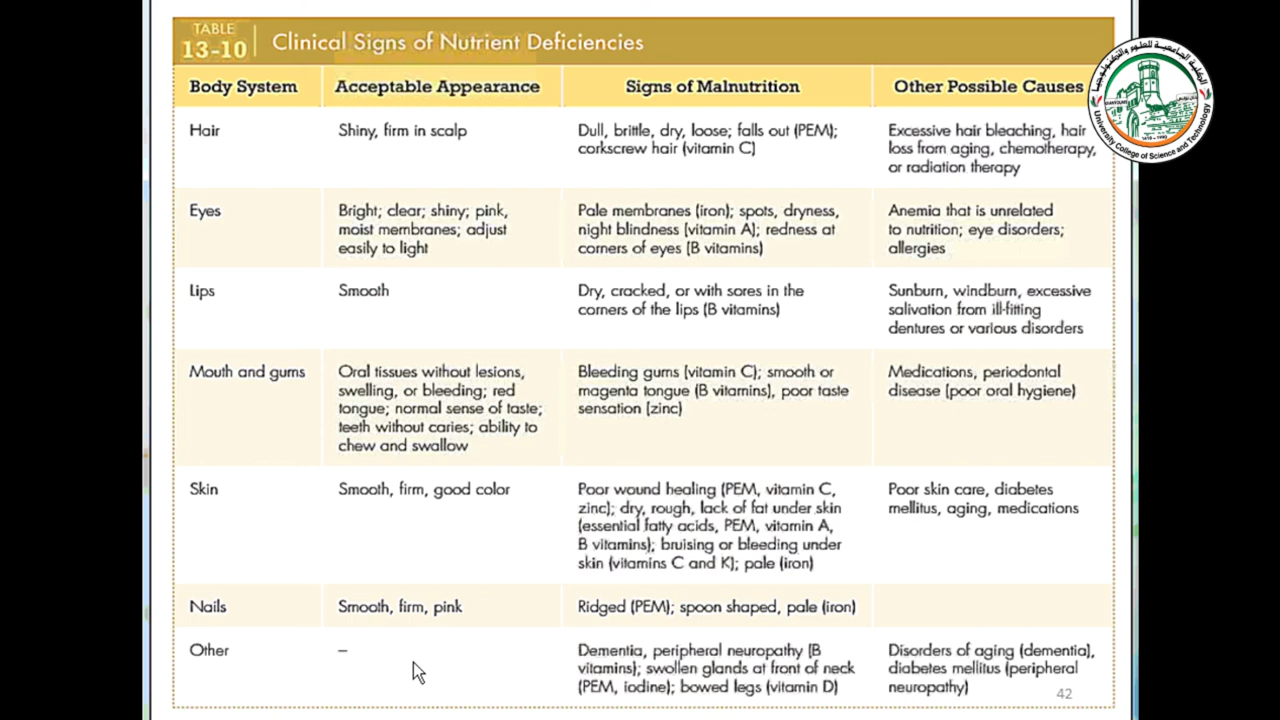 TABLE
13-10
Clinical Signs of Nutrient Deficiencies
Body System
Acceptable Appearance
Signs of Malnutrition
Other Possible Causes
Hair
Shiny, firm in scalp
Dull, brittle, dry, loose; falls out (PEM);
corkscrew hair (vitamin C)
Excessive hair bleaching, hair
loss from aging, chemotherapy,
or radiation therapy
Eyes
Bright; clear; shiny; pink,
moist membranes; adjust
easily to light
Pale membranes (iron); spots, dryness,
night blindness (vitamin A); redness at
corners of eyes (B vitamins)
Anemia that is unrelated
to nutrition; eye disorders;
allergies
Lips
Smooth
Dry, cracked, or with sores in the
corners of the lips (B vitamins)
Sunburn, windburn, excessive
salivation from ill-fitting
dentures or various disorders
Mouth and gums
Oral tissues without lesions,
swelling, or bleeding; red
tongue; normal sense of taste;
teeth without caries; ability to
chew and swallow
Bleeding gums (vitamin C); smooth or
magenta tongue (B vitamins), poor taste
sensation (zinc)
Medications, periodontal
disease (poor oral hygiene)
Skin
Smooth, firm, good color
Poor wound healing (PEM, vitamin C,
zinc); dry, rough, lack of fat under skin
(essential fatty acids, PEM, vitamin A,
B vitamins); bruising or bleeding under
skin (vitamins C and K); pale (iron)
Poor skin care, diabetes
mellitus, aging, medications
Nails
Smooth, firm, pink
Ridged (PEM); spoon shaped, pale (iron)
Other
–
Dementia, peripheral neuropathy (B
vitamins); swollen glands at front of neck
(PEM, iodine); bowed legs (vitamin D)
Disorders of aging (dementia),
diabetes mellitus (peripheral
neuropathy)
42
الكلية الجامعية للعلوم والتكنولوجيا
University College of Science and Technology